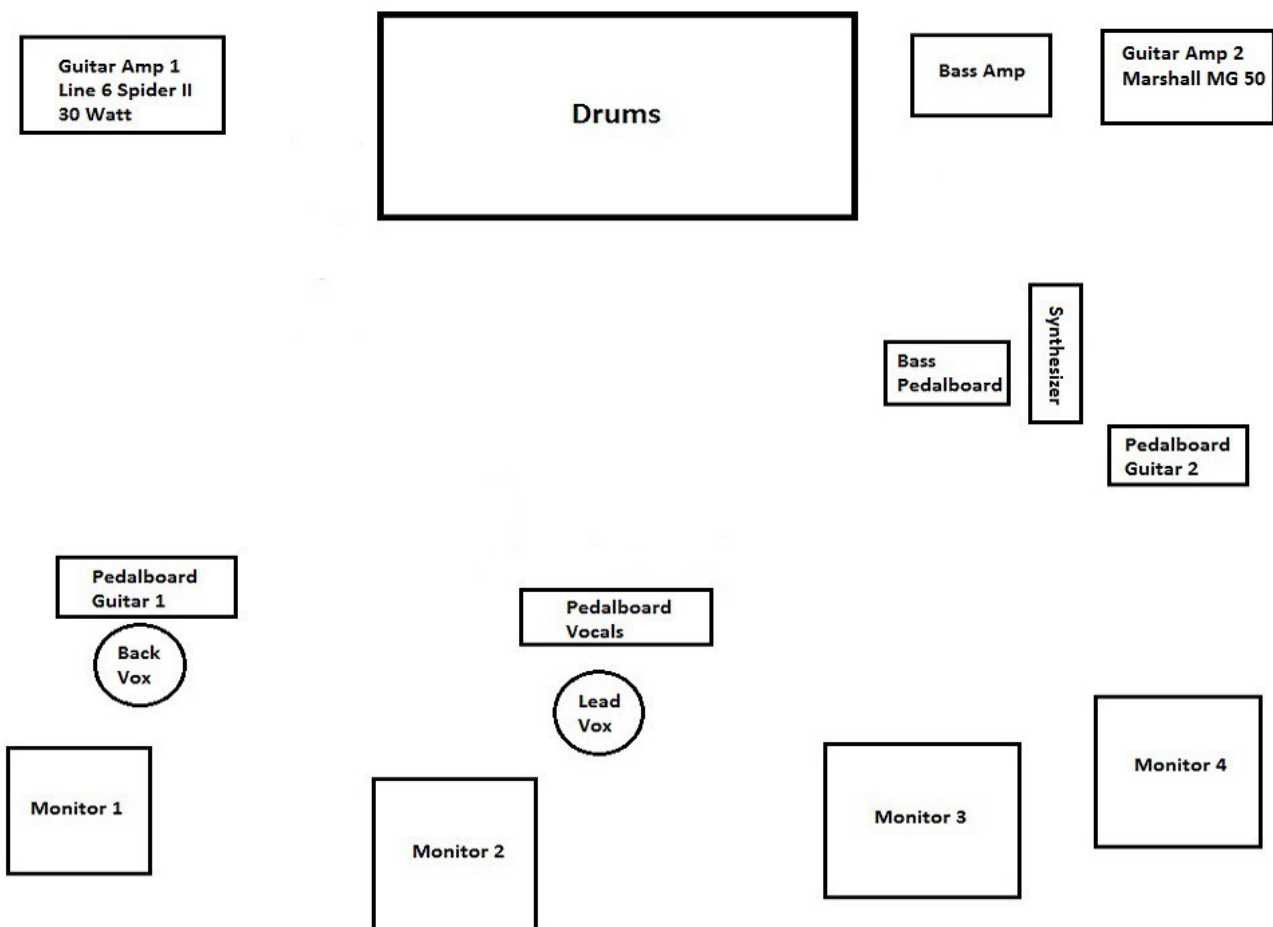 Guitar Amp 1
Line 6 Spider II
30 Watt
Drums
Bass Amp
Guitar Amp 2
Marshall MG 50
Synthesizer
Bass
Pedalboard
Pedalboard
Guitar 2
Pedalboard
Guitar 1
Back
Vox
Pedalboard
Vocals
Lead
Vox
Monitor 1
Monitor 2
Monitor 3
Monitor 4